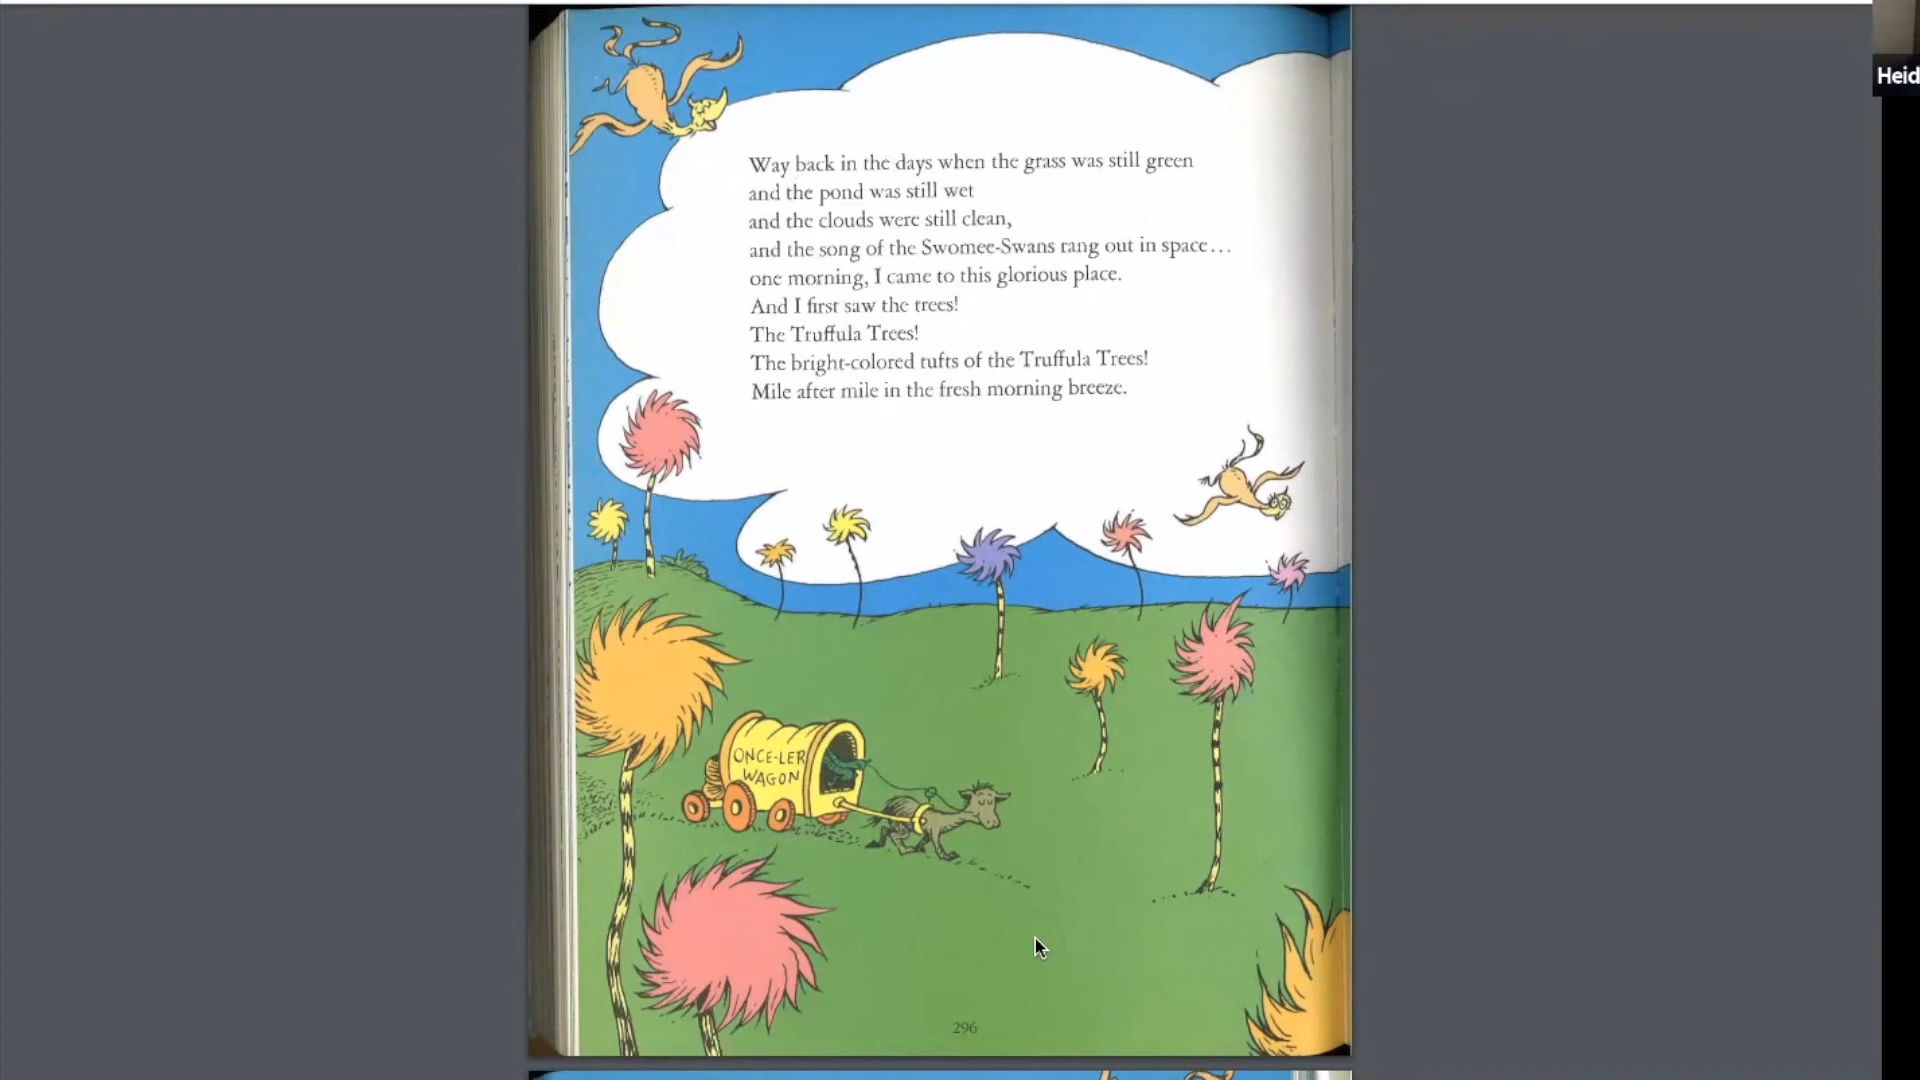 Way back in the days when the grass was still green
and the pond was still wet
and the clouds were still clean,
and the song of the Swomee-Swans rang out in space...
one morning, I came to this glorious place.
And I first saw the trees!
The Truffula Trees!
The bright-colored tufts of the Truffula Trees!
Mile after mile in the fresh morning breeze.
ONCE-LER
WAGON
296
Heid